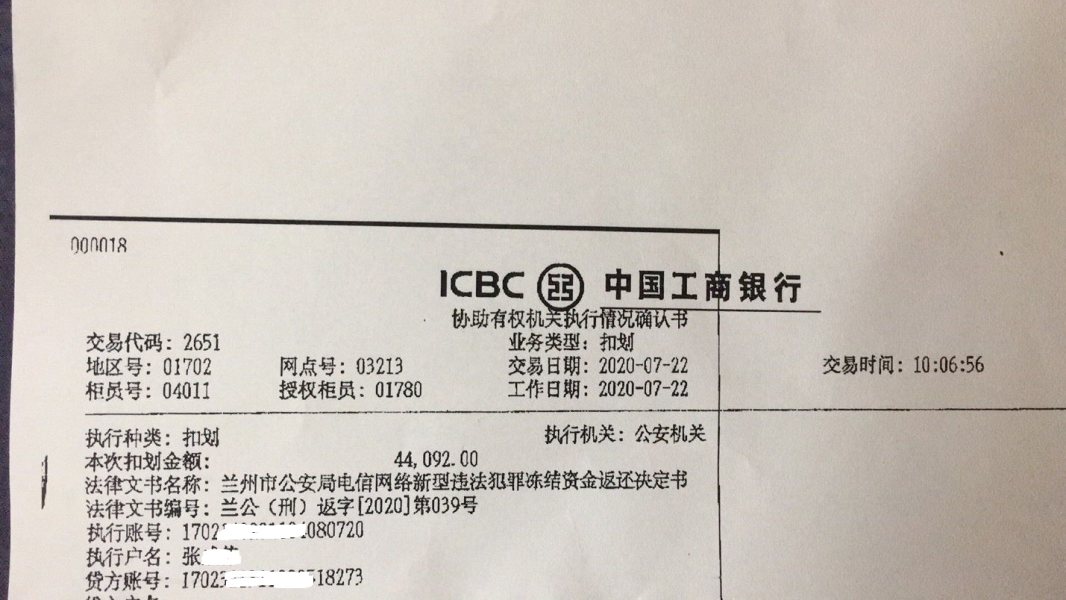 000018
ICBC 中国工商银行
协助有权机关执行情况确认书
交易代码：2651 业务类型：扣划
地区号：01702 网点号：03213 交易日期：2020-07-22 交易时间：10:06:56
柜员号：04011 授权柜员：01780 工作日期：2020-07-22
执行种类：扣划 执行机关：公安机关
本次扣划金额：44,092.00
法律文书名称：兰州市公安局电信网络新型违法犯罪冻结资金返还决定书
法律文书编号：兰公（刑）返字[2020]第039号
执行账号：1702 080720
执行户名：张
贷方账号：1702 18273